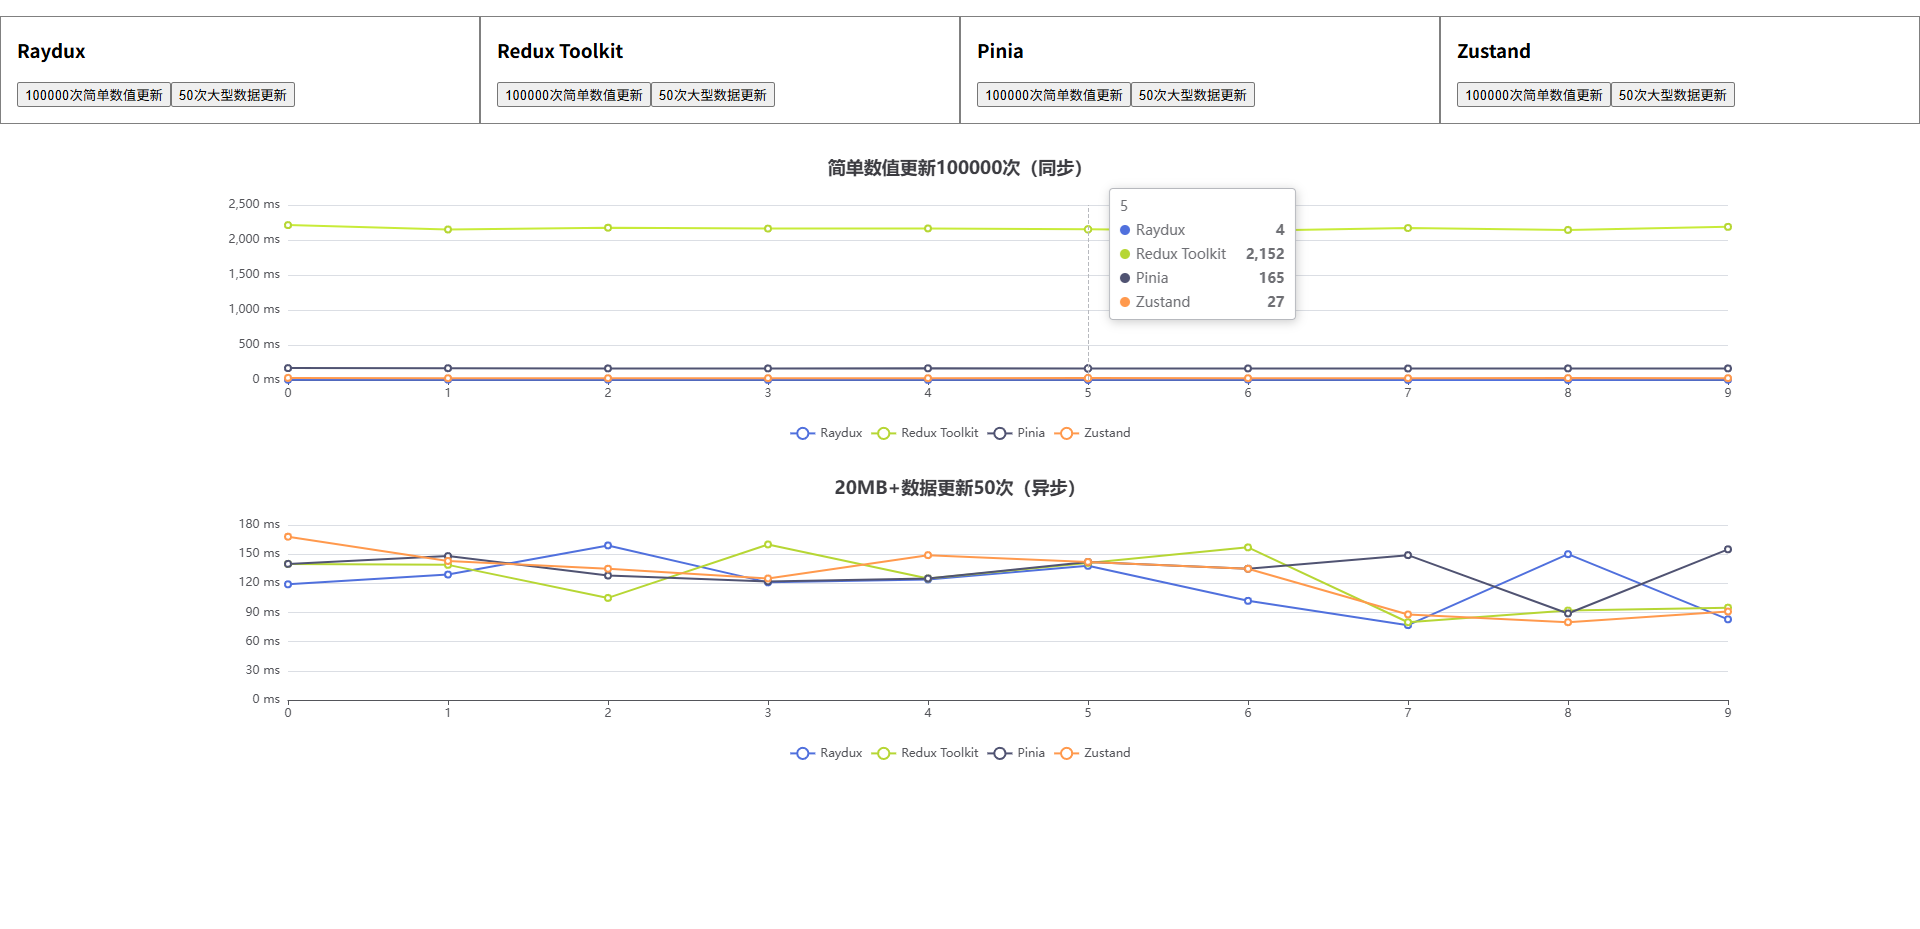 Raydux
100000次简单数值更新 50次大型数据更新
Redux Toolkit
100000次简单数值更新 50次大型数据更新
Pinia
100000次简单数值更新 50次大型数据更新
Zustand
100000次简单数值更新 50次大型数据更新
简单数值更新100000次（同步）
2,500 ms
2,000 ms
1,500 ms
1,000 ms
500 ms
0 ms
0 1 2 3 4 5 6 7 8 9
5
Raydux 4
Redux Toolkit 2,152
Pinia 165
Zustand 27
Raydux Redux Toolkit Pinia Zustand
20MB+数据更新50次（异步）
180 ms
150 ms
120 ms
90 ms
60 ms
30 ms
0 ms
0 1 2 3 4 5 6 7 8 9
Raydux Redux Toolkit Pinia Zustand